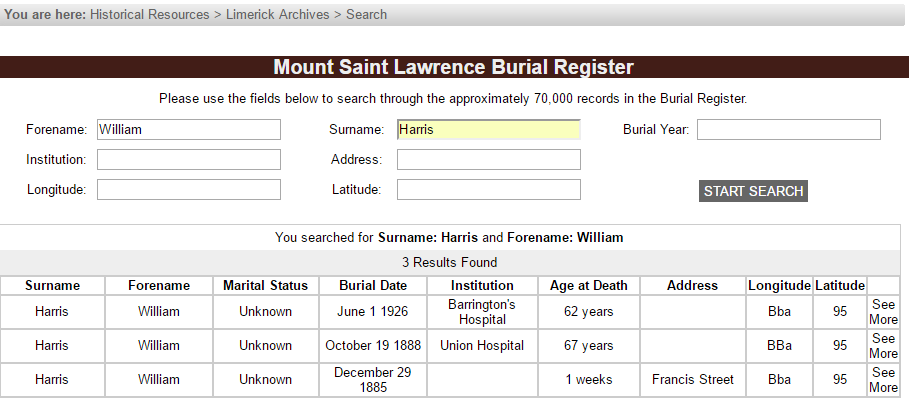 You are here: Historical Resources > Limerick Archives > Search
Mount Saint Lawrence Burial Register
Please use the fields below to search through the approximately 70,000 records in the Burial Register.
Forename: William Surname: Harris Burial Year:
Institution: Address:
Longitude: Latitude: START SEARCH
You searched for Surname: Harris and Forename: William
3 Results Found
Surname Forename Marital Status Burial Date Institution Age at Death Address Longitude Latitude
Harris William Unknown June 1 1926 Barrington's Hospital 62 years Bba 95 See More
Harris William Unknown October 19 1888 Union Hospital 67 years BBa 95 See More
Harris William Unknown December 29 1885 1 weeks Francis Street Bba 95 See More